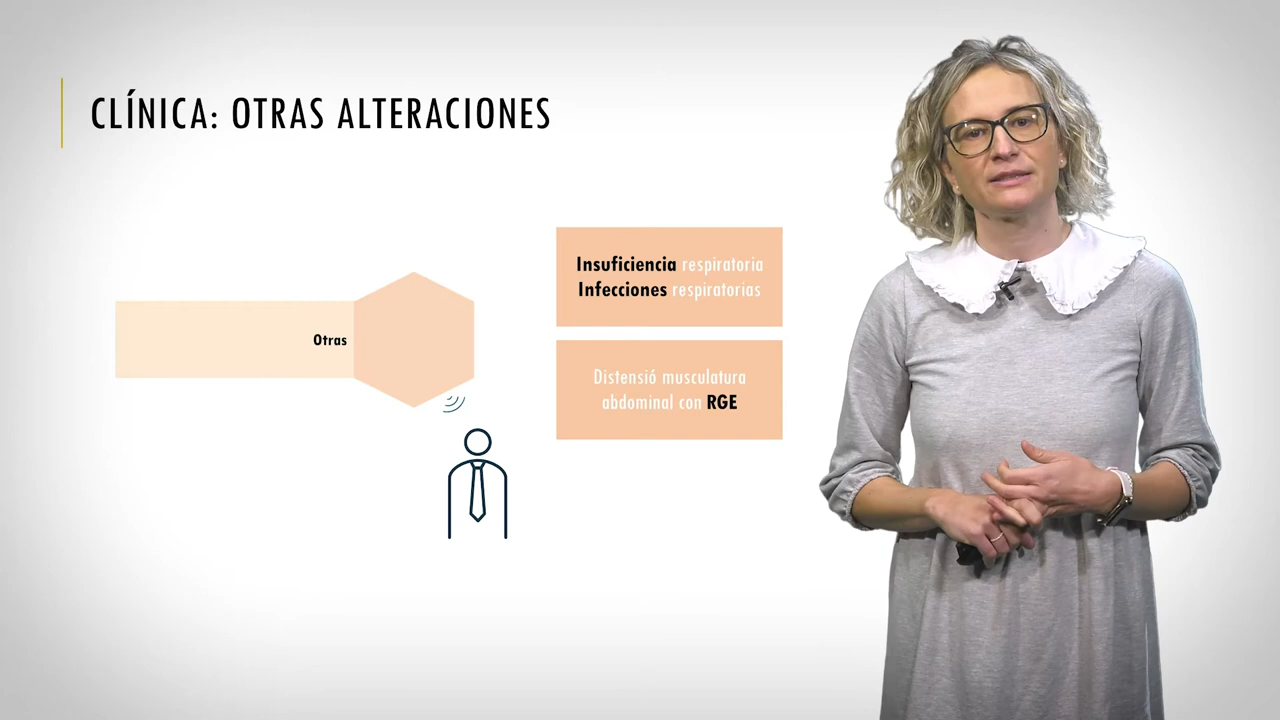 CLÍNICA: OTRAS ALTERACIONES
Otras
Insuficiencia respiratoria
Infecciones respiratorias
Distensió musculatura
abdominal con RGE